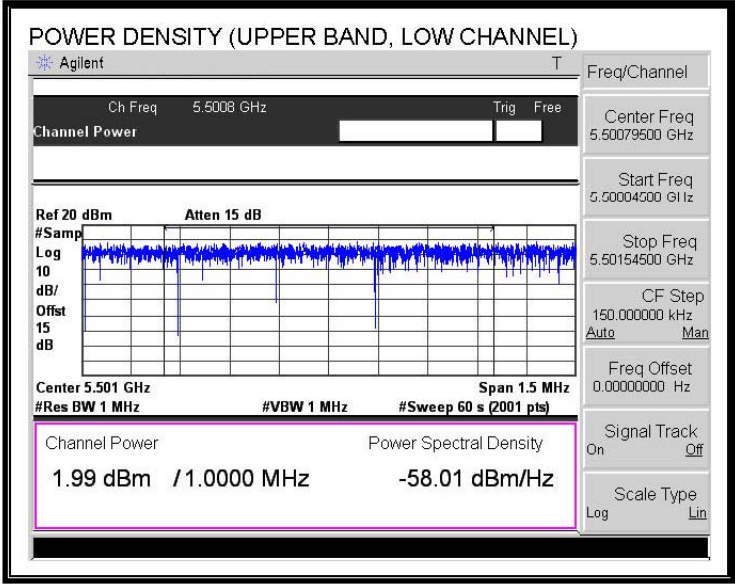 POWER DENSITY (UPPER BAND, LOW CHANNEL)
Agilent T
Freq/Channel
Ch Freq 5.5008 GHz Trig Free
Channel Power
Center Freq
5.50079500 GHz
Start Freq
5.50004500 GHz
Stop Freq
5.50154500 GHz
CF Step
150.000000 kHz
Auto Man
Freq Offset
0.00000000 Hz
Signal Track
On Off
Scale Type
Log Lin
Ref 20 dBm Atten 15 dB
#Samp
Log
10
dB/
Offst
15
dB
Center 5.501 GHz Span 1.5 MHz
#Res BW 1 MHz #VBW 1 MHz #Sweep 60 s (2001 pts)
Channel Power Power Spectral Density
1.99 dBm /1.0000 MHz -58.01 dBm/Hz